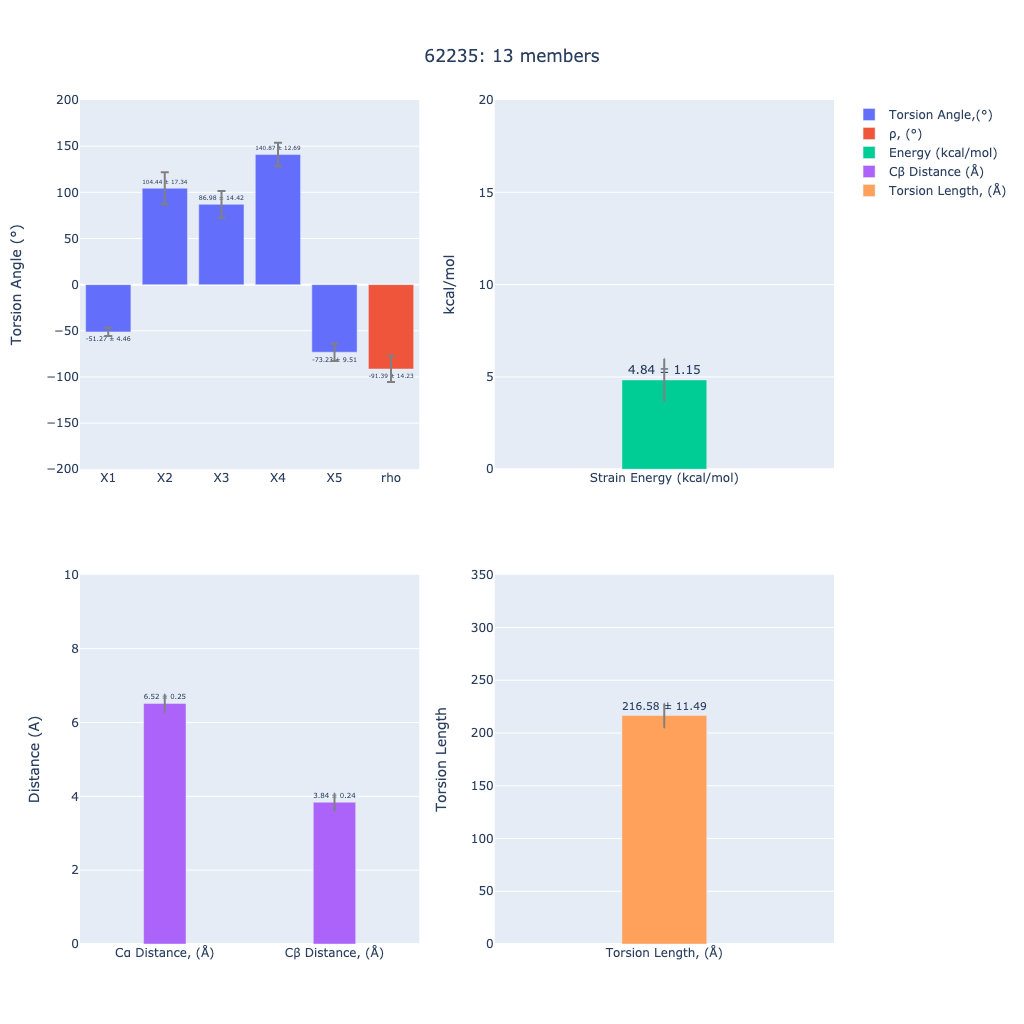 62235: 13 members
Torsion Angle (°)
200
150
100
50
0
−50
−100
−150
−200
-51.27 ± 4.46
104.44 ± 17.34
86.98 ± 14.42
140.87 ± 12.69
-73.23 ± 9.51
-91.39 ± 14.23
X1 X2 X3 X4 X5 rho
kcal/mol
20
15
10
5
0
4.84 ± 1.15
Strain Energy (kcal/mol)
Torsion Angle,(°)
ρ, (°)
Energy (kcal/mol)
Cβ Distance (Å)
Torsion Length, (Å)
Distance (A)
10
8
6
4
2
0
6.52 ± 0.25
3.84 ± 0.24
Cα Distance, (Å) Cβ Distance, (Å)
Torsion Length
350
300
250
200
150
100
50
0
216.58 ± 11.49
Torsion Length, (Å)